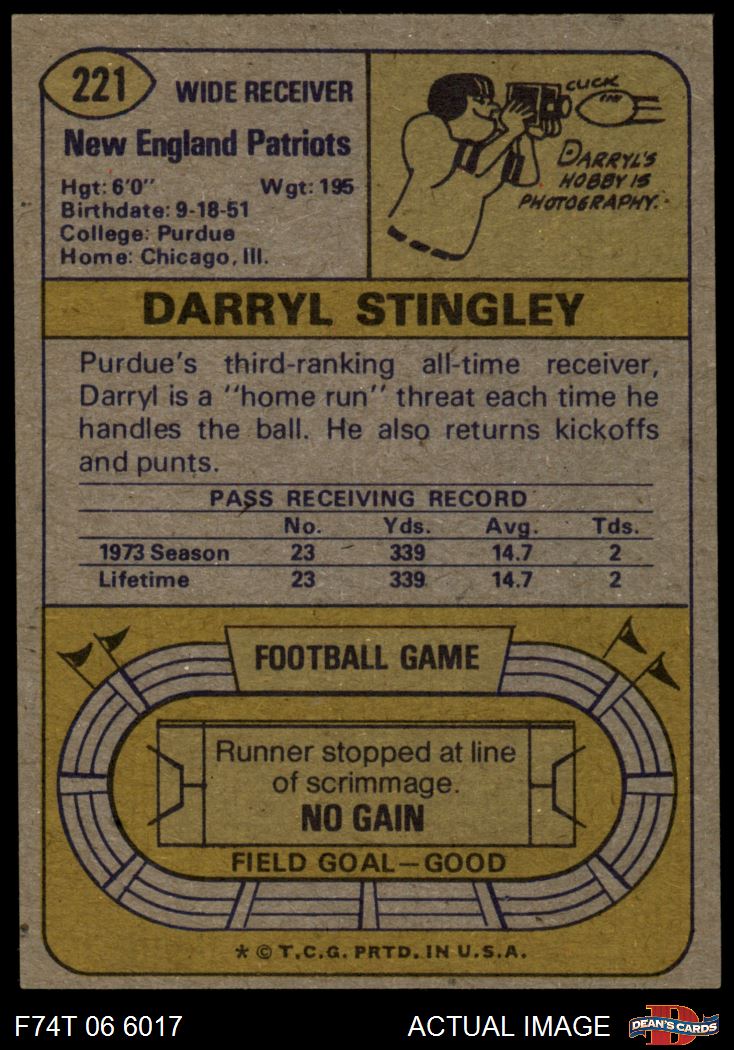 221
WIDE RECEIVER
New England Patriots
Hgt: 6'0" Wgt: 195
Birthdate: 9-18-51
College: Purdue
Home: Chicago, Ill.
CLICK
DARRYL'S
HOBBY IS
PHOTOGRAPHY.
DARRYL STINGLEY
Purdue's third-ranking all-time receiver,
Darryl is a "home run" threat each time he
handles the ball. He also returns kickoffs
and punts.
PASS RECEIVING RECORD
No. Yds. Avg. Tds.
1973 Season 23 339 14.7 2
Lifetime 23 339 14.7 2
FOOTBALL GAME
Runner stopped at line
of scrimmage.
NO GAIN
FIELD GOAL—GOOD
* © T.C.G. PRTD. IN U.S.A.
F74T 06 6017 ACTUAL IMAGE DEAN'S CARDS